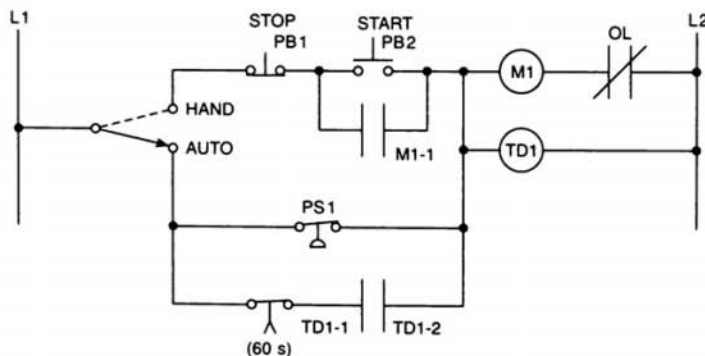 L1
STOP
PB1
START
PB2
OL
L2
M1
HAND
AUTO
M1-1
TD1
PS1
TD1-1
TD1-2
(60 s)